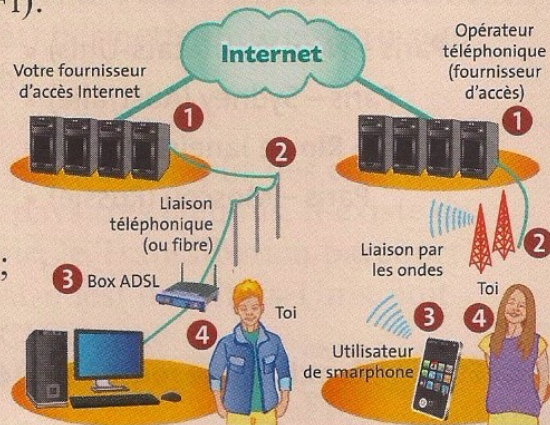 Internet
Votre fournisseur
d'accès Internet
1
2
Liaison
téléphonique
(ou fibre)
3 Box ADSL
4
Toi
Opérateur
téléphonique
(fournisseur
d'accès)
1
2
Liaison par
les ondes
3
4
Toi
Utilisateur
de smarphone
;